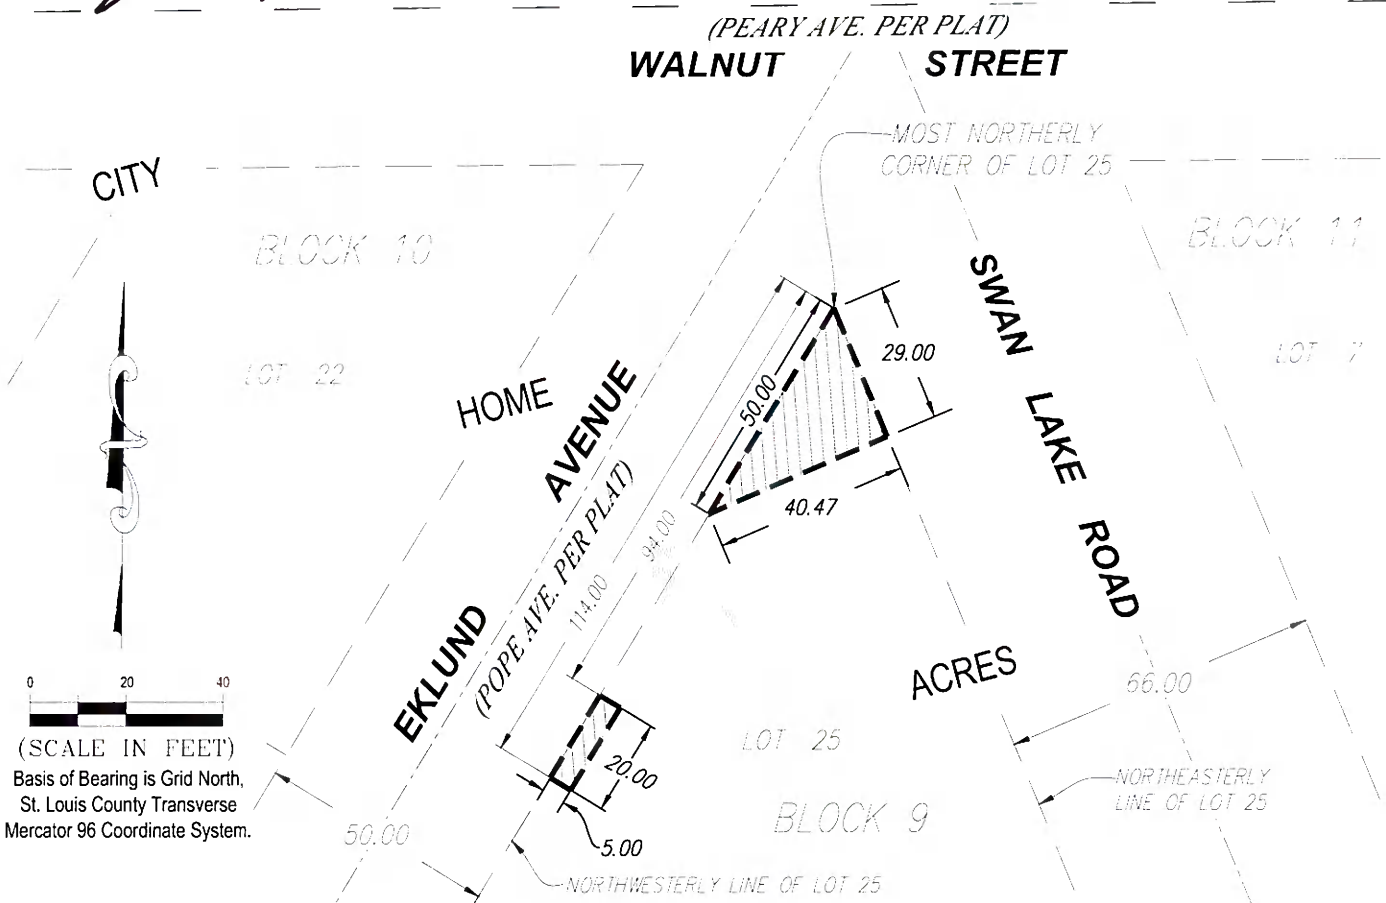 (PEARY AVE. PER PLAT)
WALNUT STREET
MOST NORTHERLY
CORNER OF LOT 25
CITY
BLOCK 10
BLOCK 11
SWAN LAKE ROAD
LOT 22
LOT 7
HOME
29.00
50.00
EKLUND AVENUE
(POPE AVE. PER PLAT)
40.47
94.00
114.00
ACRES
66.00
0 20 40
(SCALE IN FEET)
Basis of Bearing is Grid North,
St. Louis County Transverse
Mercator 96 Coordinate System.
LOT 25
20.00
NORTHEASTERLY
LINE OF LOT 25
BLOCK 9
50.00
5.00
NORTHWESTERLY LINE OF LOT 25